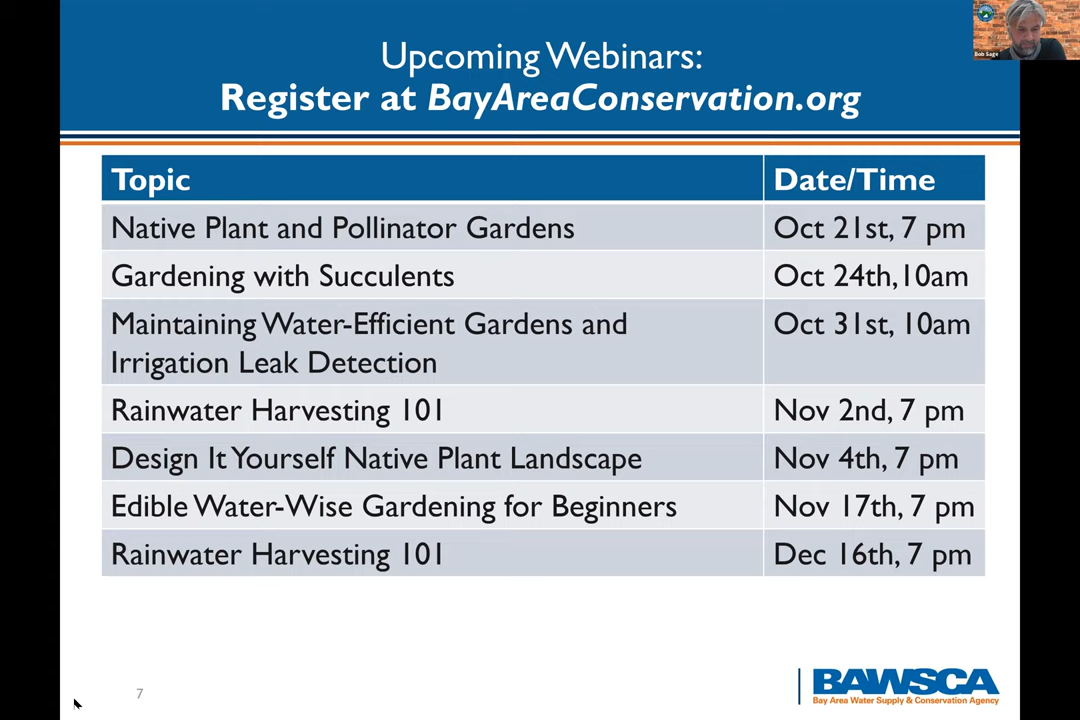 Upcoming Webinars:
Register at BayAreaConservation.org
Bob Sage
Topic Date/Time
Native Plant and Pollinator Gardens Oct 21st, 7 pm
Gardening with Succulents Oct 24th,10am
Maintaining Water-Efficient Gardens and Oct 31st, 10am
Irrigation Leak Detection
Rainwater Harvesting 101 Nov 2nd, 7 pm
Design It Yourself Native Plant Landscape Nov 4th, 7 pm
Edible Water-Wise Gardening for Beginners Nov 17th, 7 pm
Rainwater Harvesting 101 Dec 16th, 7 pm
7
BAWSCA
Bay Area Water Supply & Conservation Agency